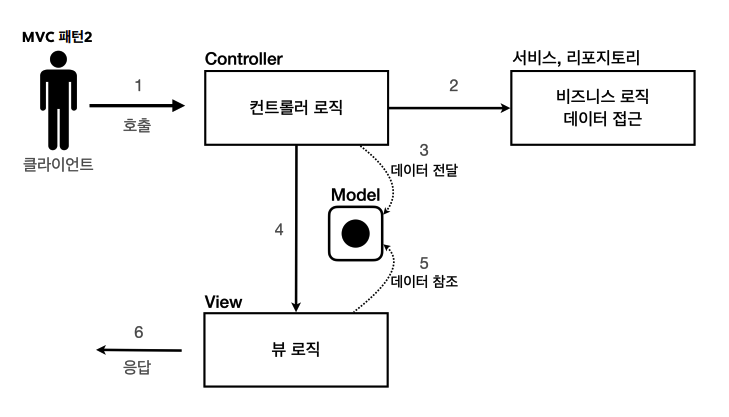 MVC 패턴2
Controller
서비스, 리포지토리
1
호출
컨트롤러 로직
2
비즈니스 로직
데이터 접근
클라이언트
3
데이터 전달
Model
4
5
데이터 참조
View
6
응답
뷰 로직